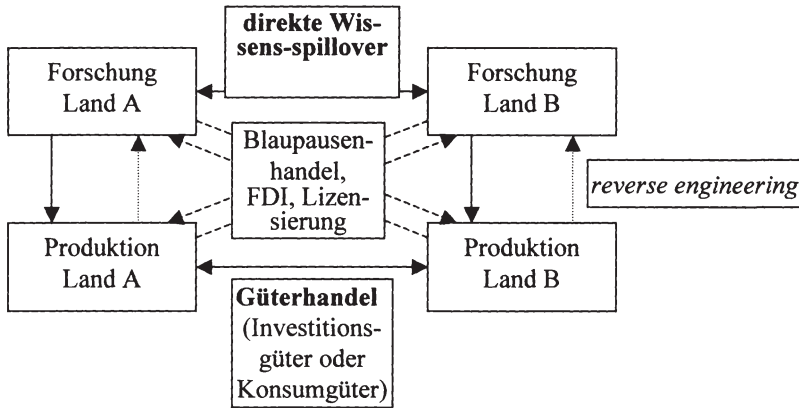 direkte Wis-
sens-spillover
Forschung
Land A
Forschung
Land B
Blaupausen-
handel,
FDI, Lizen-
sierung
reverse engineering
Produktion
Land A
Produktion
Land B
Güterhandel
(Investitions-
güter oder
Konsumgüter)